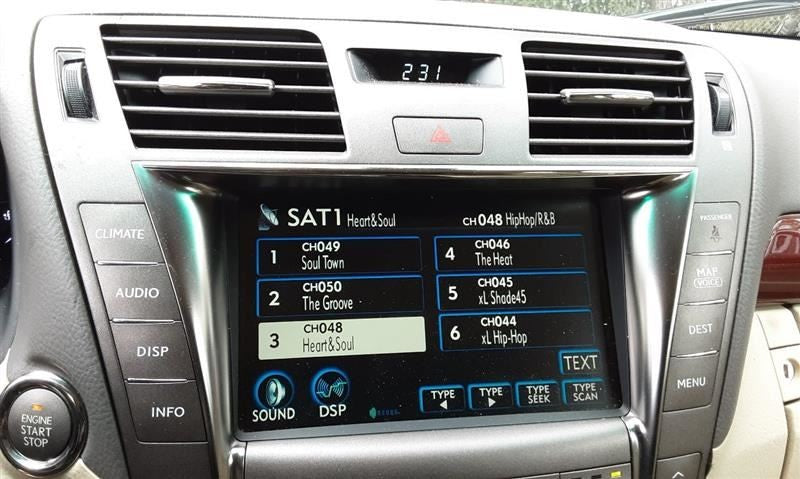 231
SAT1 Heart&Soul CH048 HipHop/R&B
1 CH049
Soul Town
2 CH050
The Groove
3 CH048
Heart&Soul
4 CH046
The Heat
5 CH045
xL Shade45
6 CH044
xL Hip-Hop
TEXT
SOUND
DSP
TYPE
TYPE
TYPE
SEEK
TYPE
SCAN
CLIMATE
AUDIO
DISP
INFO
PASSENGER
MAP
VOICE
DEST
MENU
ENGINE
START
STOP